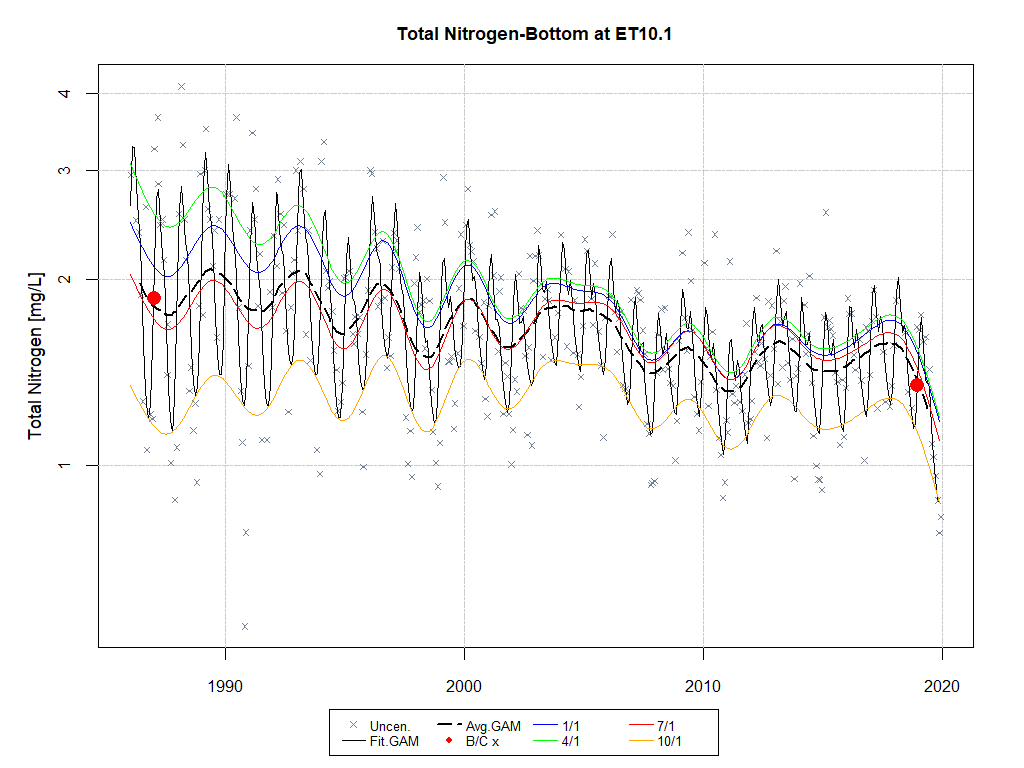 Total Nitrogen-Bottom at ET10.1
Total Nitrogen [mg/L]
4
3
2
1
1990 2000 2010 2020
Uncen. Avg.GAM 1/1 7/1
Fit.GAM B/C x 4/1 10/1